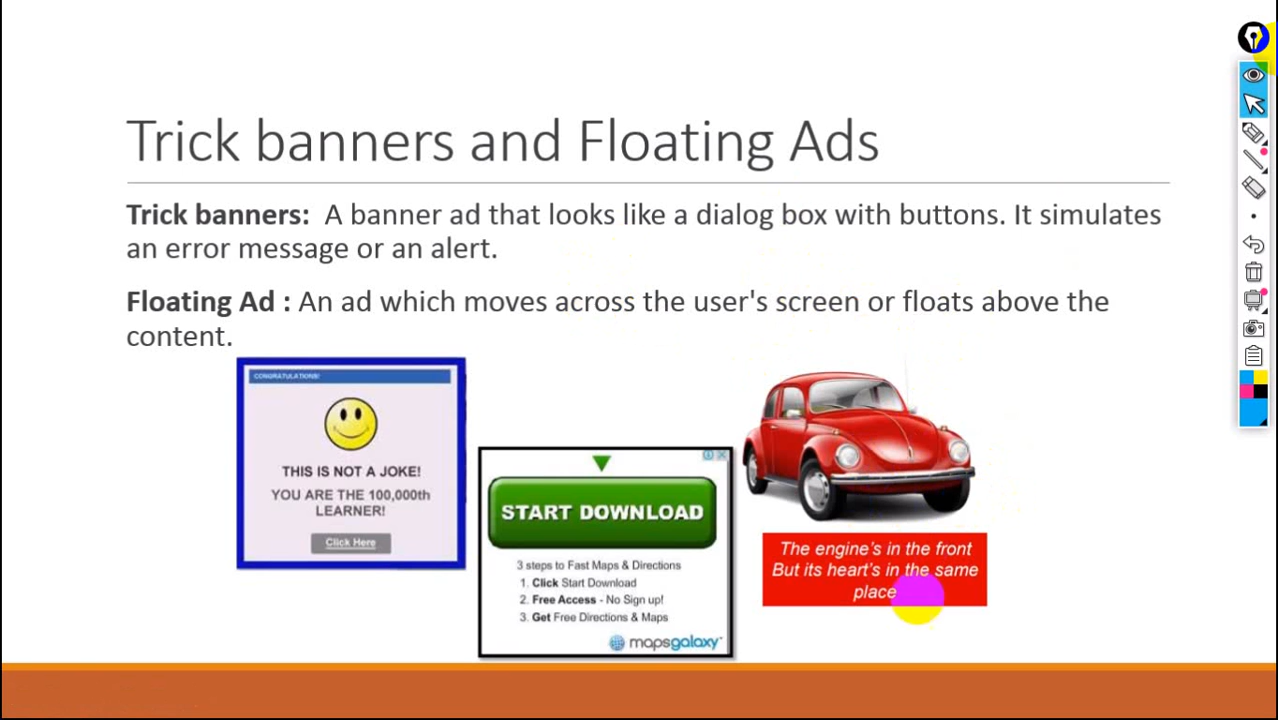 Trick banners and Floating Ads
Trick banners: A banner ad that looks like a dialog box with buttons. It simulates
an error message or an alert.
Floating Ad : An ad which moves across the user's screen or floats above the
content.
CONGRATULATIONS!
THIS IS NOT A JOKE!
YOU ARE THE 100,000th
LEARNER!
Click Here
START DOWNLOAD
3 steps to Fast Maps & Directions
1. Click Start Download
2. Free Access - No Sign up!
3. Get Free Directions & Maps
mapsgalaxy
The engine's in the front
But its heart's in the same
place